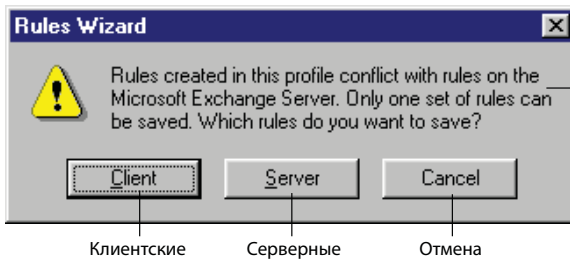 Rules Wizard
Rules created in this profile conflict with rules on the
Microsoft Exchange Server. Only one set of rules can
be saved. Which rules do you want to save?
Client Server Cancel
Клиентские Серверные Отмена